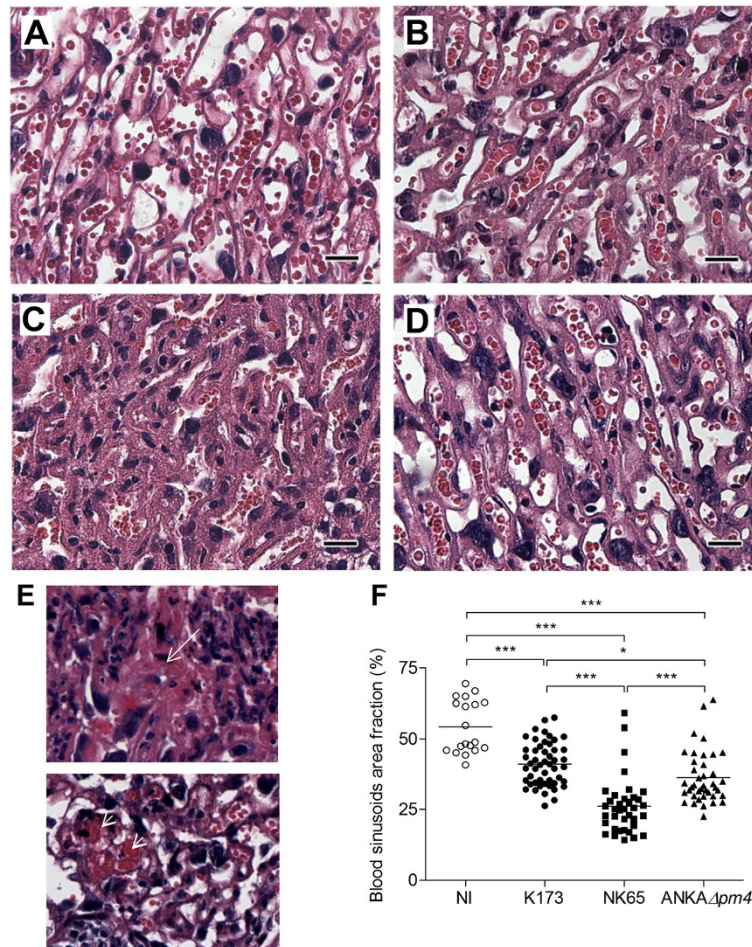 A
B
C
D
E
F
***
***
***
*
***
***
Blood sinusoids area fraction (%)
75
50
25
0
NI
K173
NK65
ANKAΔpm4